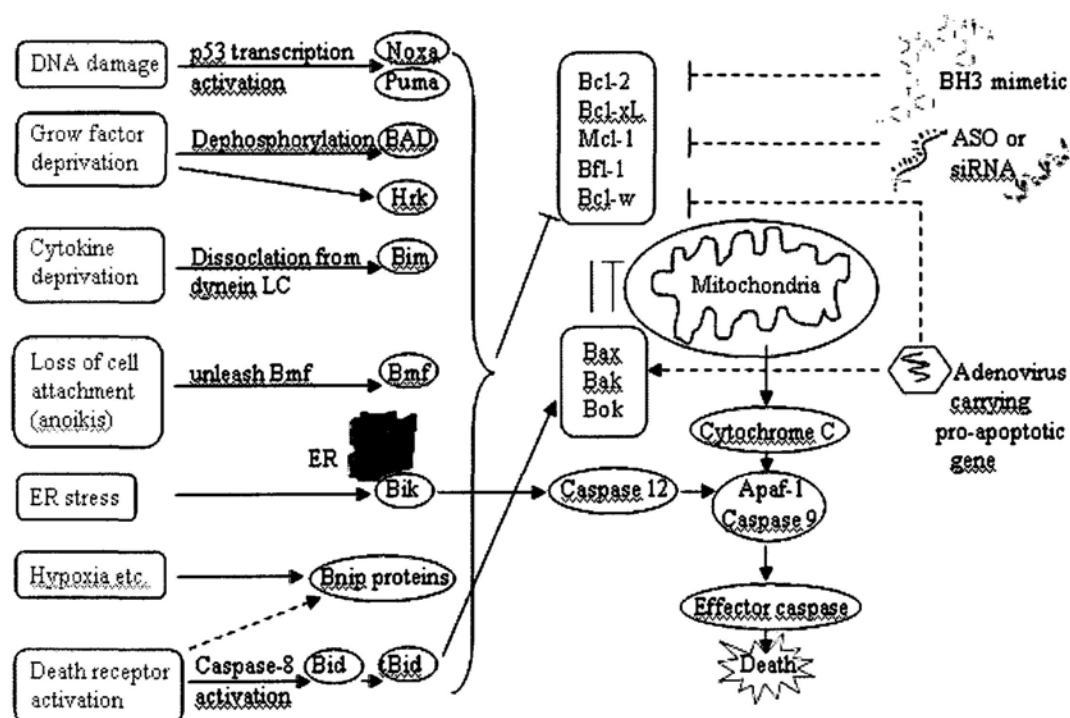 DNA damage
p53 transcription
activation
Noxa
Puma
Grow factor
deprivation
Dephosphorylation
BAD
Hrk
Cytokine
deprivation
Dissoclation from
dynein LC
Bim
Loss of cell
attachment
(anoikis)
unleash Bmf
Bmf
ER
ER stress
Bik
Hypoxia etc.
Bnip proteins
Death receptor
activation
Caspase-8
activation
Bid
Bid
Bcl-2
Bcl-xL
Mcl-1
Bfl-1
Bcl-w
BH3 mimetic
ASO or
siRNA
Mitochondria
Bax
Bak
Bok
Adenovirus
carrying
pro-apoptotic
gene
Cytochrome C
Caspase 12
Apaf-1
Caspase 9
Effector caspase
Death